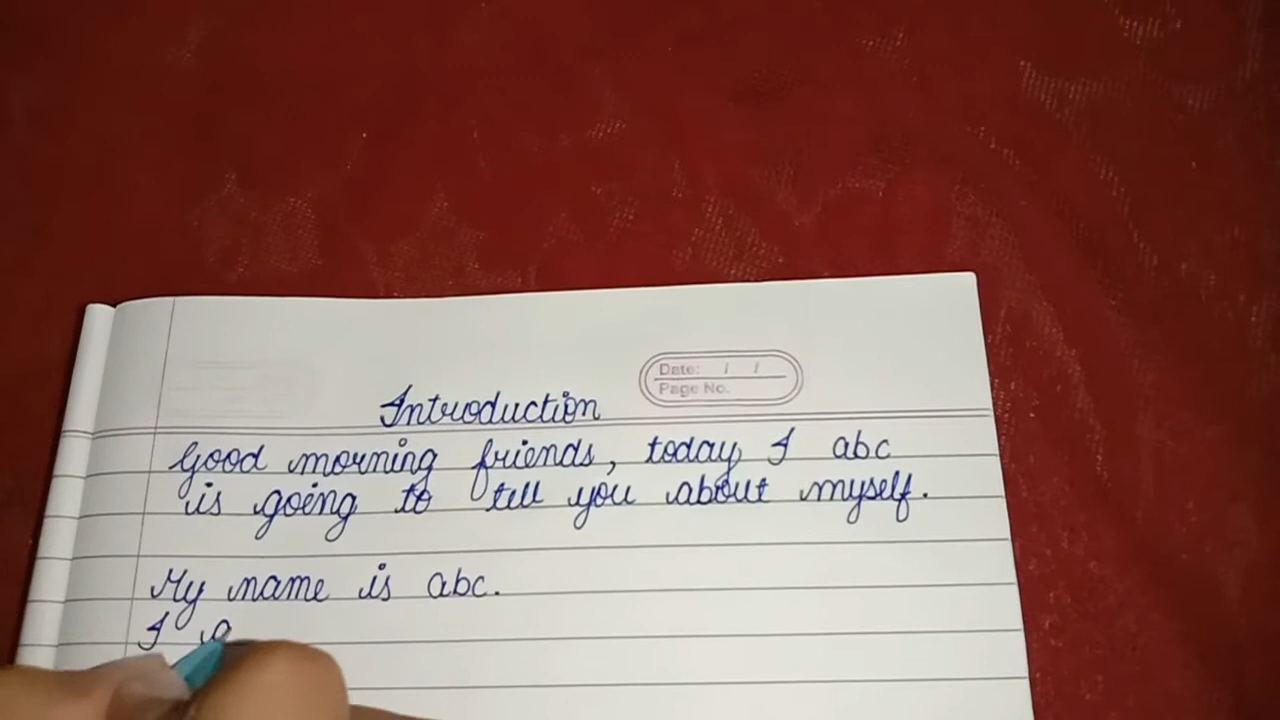 Date: / /
Page No.
Introduction
Good morning friends, today I abc
is going to tell you about myself.
My name is abc.
I